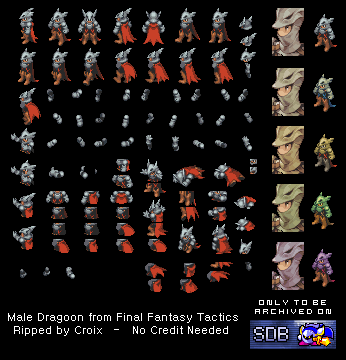 Male Dragoon from Final Fantasy Tactics
Ripped by Croix - No Credit Needed
ONLY TO BE
ARCHIVED ON
SDB